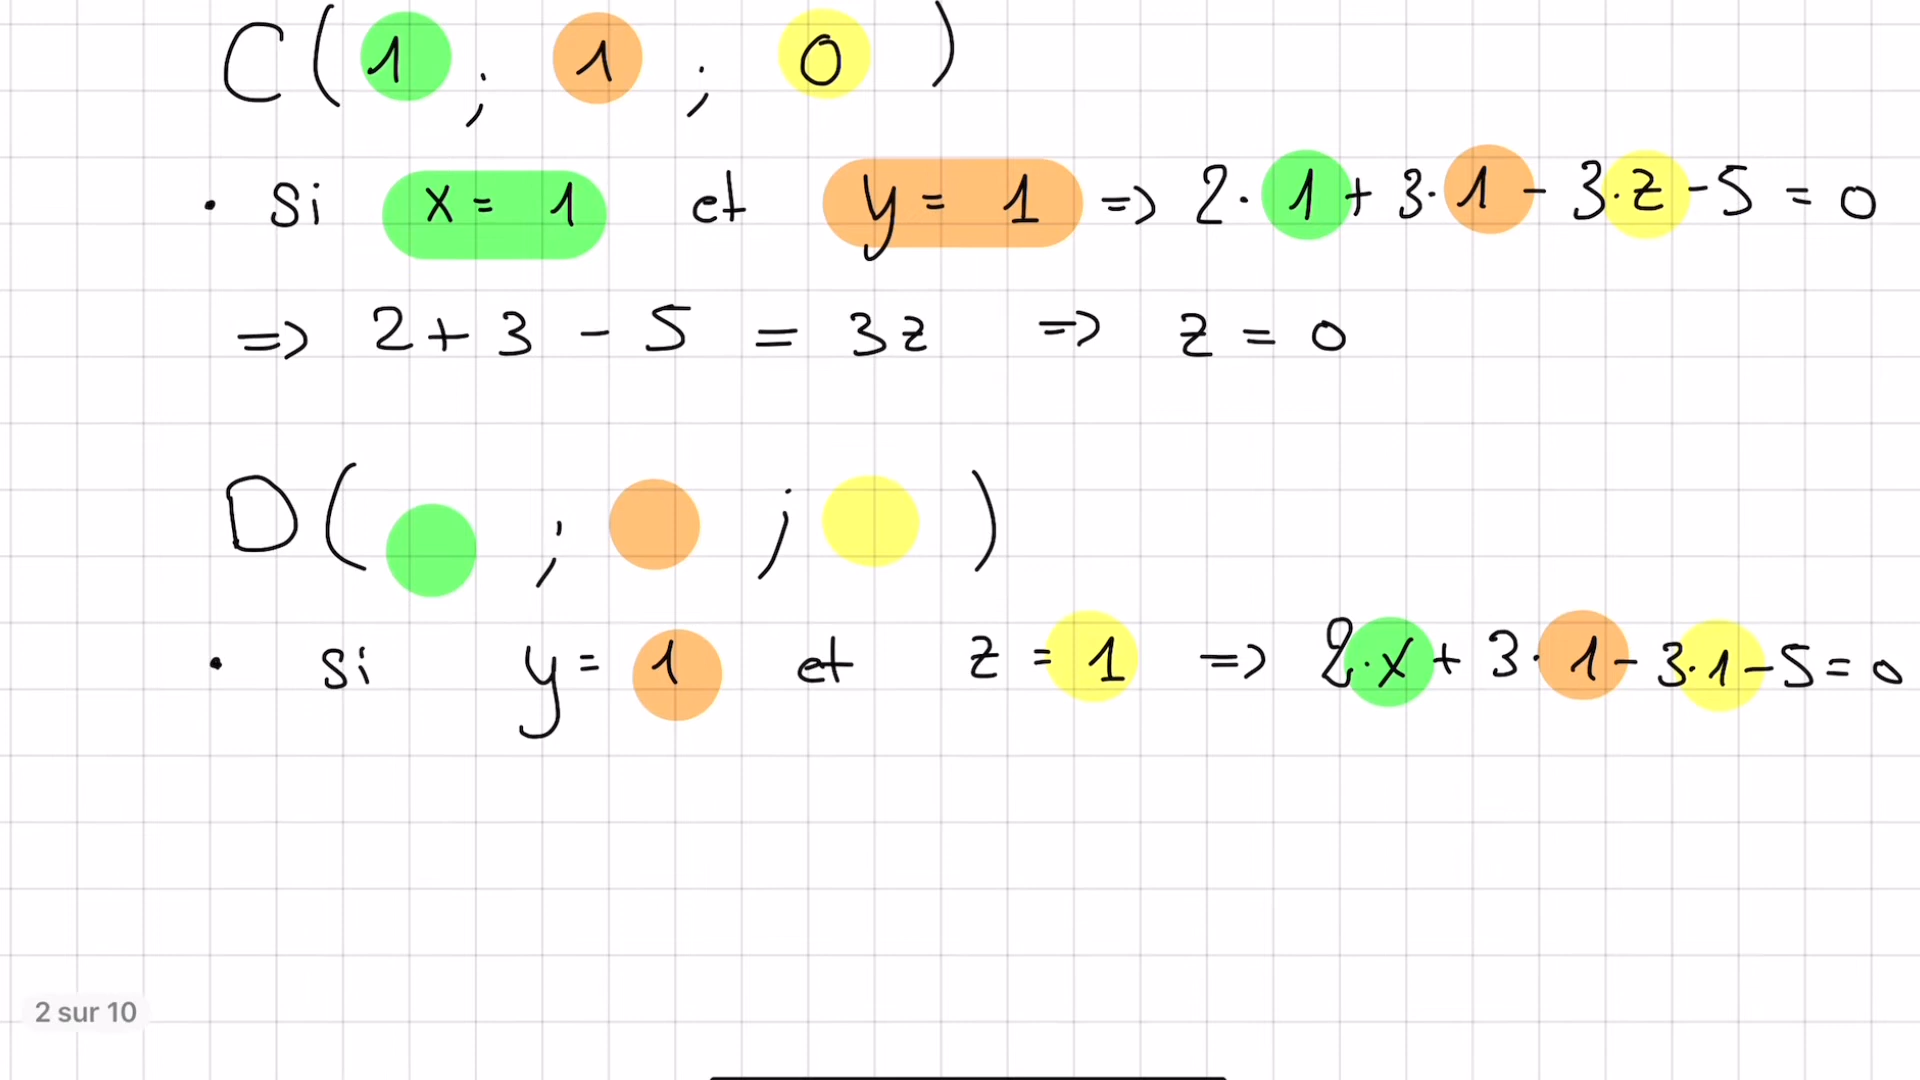 C( 1 ; 1 ; 0 )
• Si x = 1 et y = 1 => 2· 1 + 3· 1 - 3·z - 5 = 0
=> 2 + 3 - 5 = 3z => z = 0
D( ; ; )
• si y = 1 et z = 1 => 2·x + 3· 1 - 3·1 - 5 = 0
2 sur 10